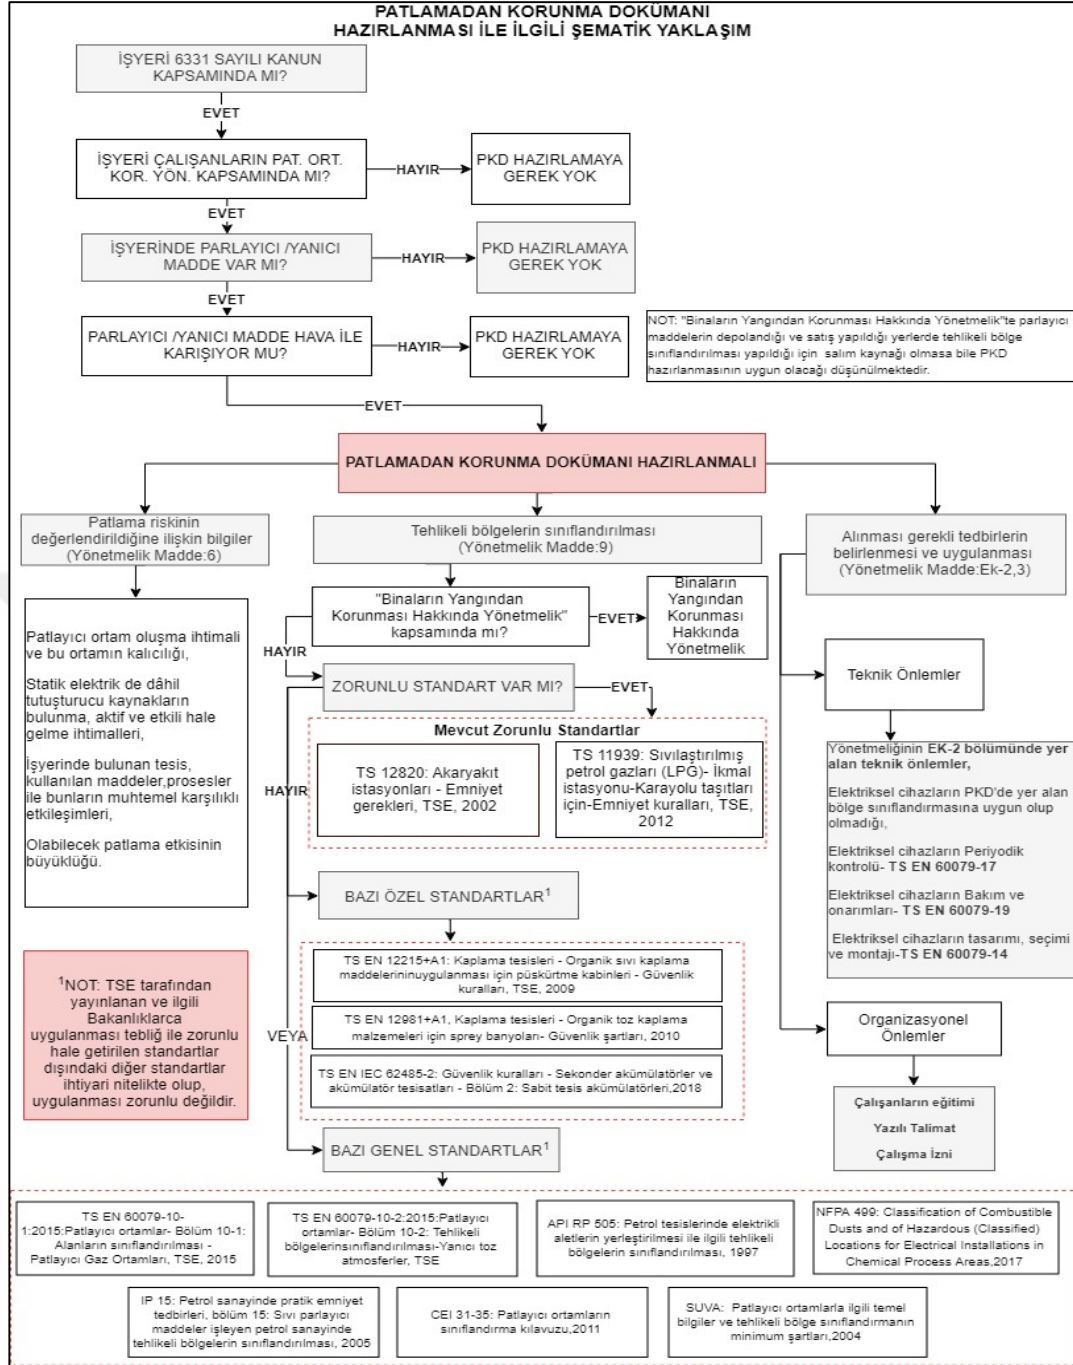 PATLAMADAN KORUNMA DOKÜMANI
HAZIRLANMASI İLE İLGİLİ ŞEMATİK YAKLAŞIM
İŞYERİ 6331 SAYILI KANUN
KAPSAMINDA MI?
EVET
İŞYERİ ÇALIŞANLARIN PAT. ORT.
KOR. YÖN. KAPSAMINDA MI?
HAYIR
PKD HAZIRLAMAYA
GEREK YOK
EVET
İŞYERİNDE PARLAYICI /YANICI
MADDE VAR MI?
HAYIR
PKD HAZIRLAMAYA
GEREK YOK
EVET
PARLAYICI /YANICI MADDE HAVA İLE
KARIŞIYOR MU?
HAYIR
PKD HAZIRLAMAYA
GEREK YOK
NOT: "Binaların Yangından Korunması Hakkında Yönetmelik"te parlayıcı
maddelerin depolandığı ve satış yapıldığı yerlerde tehlikeli bölge
sınıflandırılması yapıldığı için salım kaynağı olmasa bile PKD
hazırlanmasının uygun olacağı düşünülmektedir.
EVET
PATLAMADAN KORUNMA DOKÜMANI HAZIRLANMALI
Patlama riskinin
değerlendirildiğine ilişkin bilgiler
(Yönetmelik Madde:6)
Patlayıcı ortam oluşma ihtimali
ve bu ortamın kalıcılığı,
Statik elektrik de dâhil
tutuşturucu kaynakların
bulunma, aktif ve etkili hale
gelme ihtimalleri,
İşyerinde bulunan tesis,
kullanılan maddeler,prosesler
ile bunların muhtemel karşılıklı
etkileşimleri,
Olabilecek patlama etkisinin
büyüklüğü.
Tehlikeli bölgelerin sınıflandırılması
(Yönetmelik Madde:9)
"Binaların Yangından
Korunması Hakkında Yönetmelik"
kapsamında mı?
EVET
Binaların
Yangından
Korunması
Hakkında
Yönetmelik
HAYIR
ZORUNLU STANDART VAR MI?
EVET
Mevcut Zorunlu Standartlar
TS 12820: Akaryakıt
istasyonları - Emniyet
gerekleri, TSE, 2002
TS 11939: Sıvılaştırılmış
petrol gazları (LPG)- İkmal
istasyonu-Karayolu taşıtları
için-Emniyet kuralları, TSE,
2012
HAYIR
BAZI ÖZEL STANDARTLAR1
TS EN 12215+A1: Kaplama tesisleri - Organik sıvı kaplama
maddelerininuygulanması için püskürtme kabinleri - Güvenlik
kuralları, TSE, 2009
TS EN 12981+A1, Kaplama tesisleri - Organik toz kaplama
malzemeleri için sprey banyoları- Güvenlik şartları, 2010
TS EN IEC 62485-2: Güvenlik kuralları - Sekonder akümülatörler ve
akümülatör tesisatları - Bölüm 2: Sabit tesis akümülatörleri,2018
VEYA
BAZI GENEL STANDARTLAR1
Alınması gerekli tedbirlerin
belirlenmesi ve uygulanması
(Yönetmelik Madde:Ek-2,3)
Teknik Önlemler
Yönetmeliğinin EK-2 bölümünde yer
alan teknik önlemler,
Elektriksel cihazların PKD'de yer alan
bölge sınıflandırmasına uygun olup
olmadığı,
Elektriksel cihazların Periyodik
kontrolü- TS EN 60079-17
Elektriksel cihazların Bakım ve
onarımları- TS EN 60079-19
Elektriksel cihazların tasarımı, seçimi
ve montajı-TS EN 60079-14
Organizasyonel
Önlemler
Çalışanların eğitimi
Yazılı Talimat
Çalışma İzni
1NOT: TSE tarafından
yayınlanan ve ilgili
Bakanlıklarca
uygulanması tebliğ ile zorunlu
hale getirilen standartlar
dışındaki diğer standartlar
ihtiyari nitelikte olup,
uygulanması zorunlu değildir.
TS EN 60079-10-
1:2015:Patlayıcı ortamlar- Bölüm 10-1:
Alanların sınıflandırılması -
Patlayıcı Gaz Ortamları, TSE, 2015
TS EN 60079-10-2:2015:Patlayıcı
ortamlar- Bölüm 10-2: Tehlikeli
bölgelerinsınıflandırılması-Yanıcı toz
atmosferler, TSE
API RP 505: Petrol tesislerinde elektrikli
aletlerin yerleştirilmesi ile ilgili tehlikeli
bölgelerin sınıflandırılması, 1997
NFPA 499: Classification of Combustible
Dusts and of Hazardous (Classified)
Locations for Electrical Installations in
Chemical Process Areas,2017
IP 15: Petrol sanayinde pratik emniyet
tedbirleri, bölüm 15: Sıvı parlayıcı
maddeler işleyen petrol sanayinde
tehlikeli bölgelerin sınıflandırılması, 2005
CEI 31-35: Patlayıcı ortamların
sınıflandırma kılavuzu,2011
SUVA: Patlayıcı ortamlarla ilgili temel
bilgiler ve tehlikeli bölge sınıflandırmanın
minimum şartları,2004